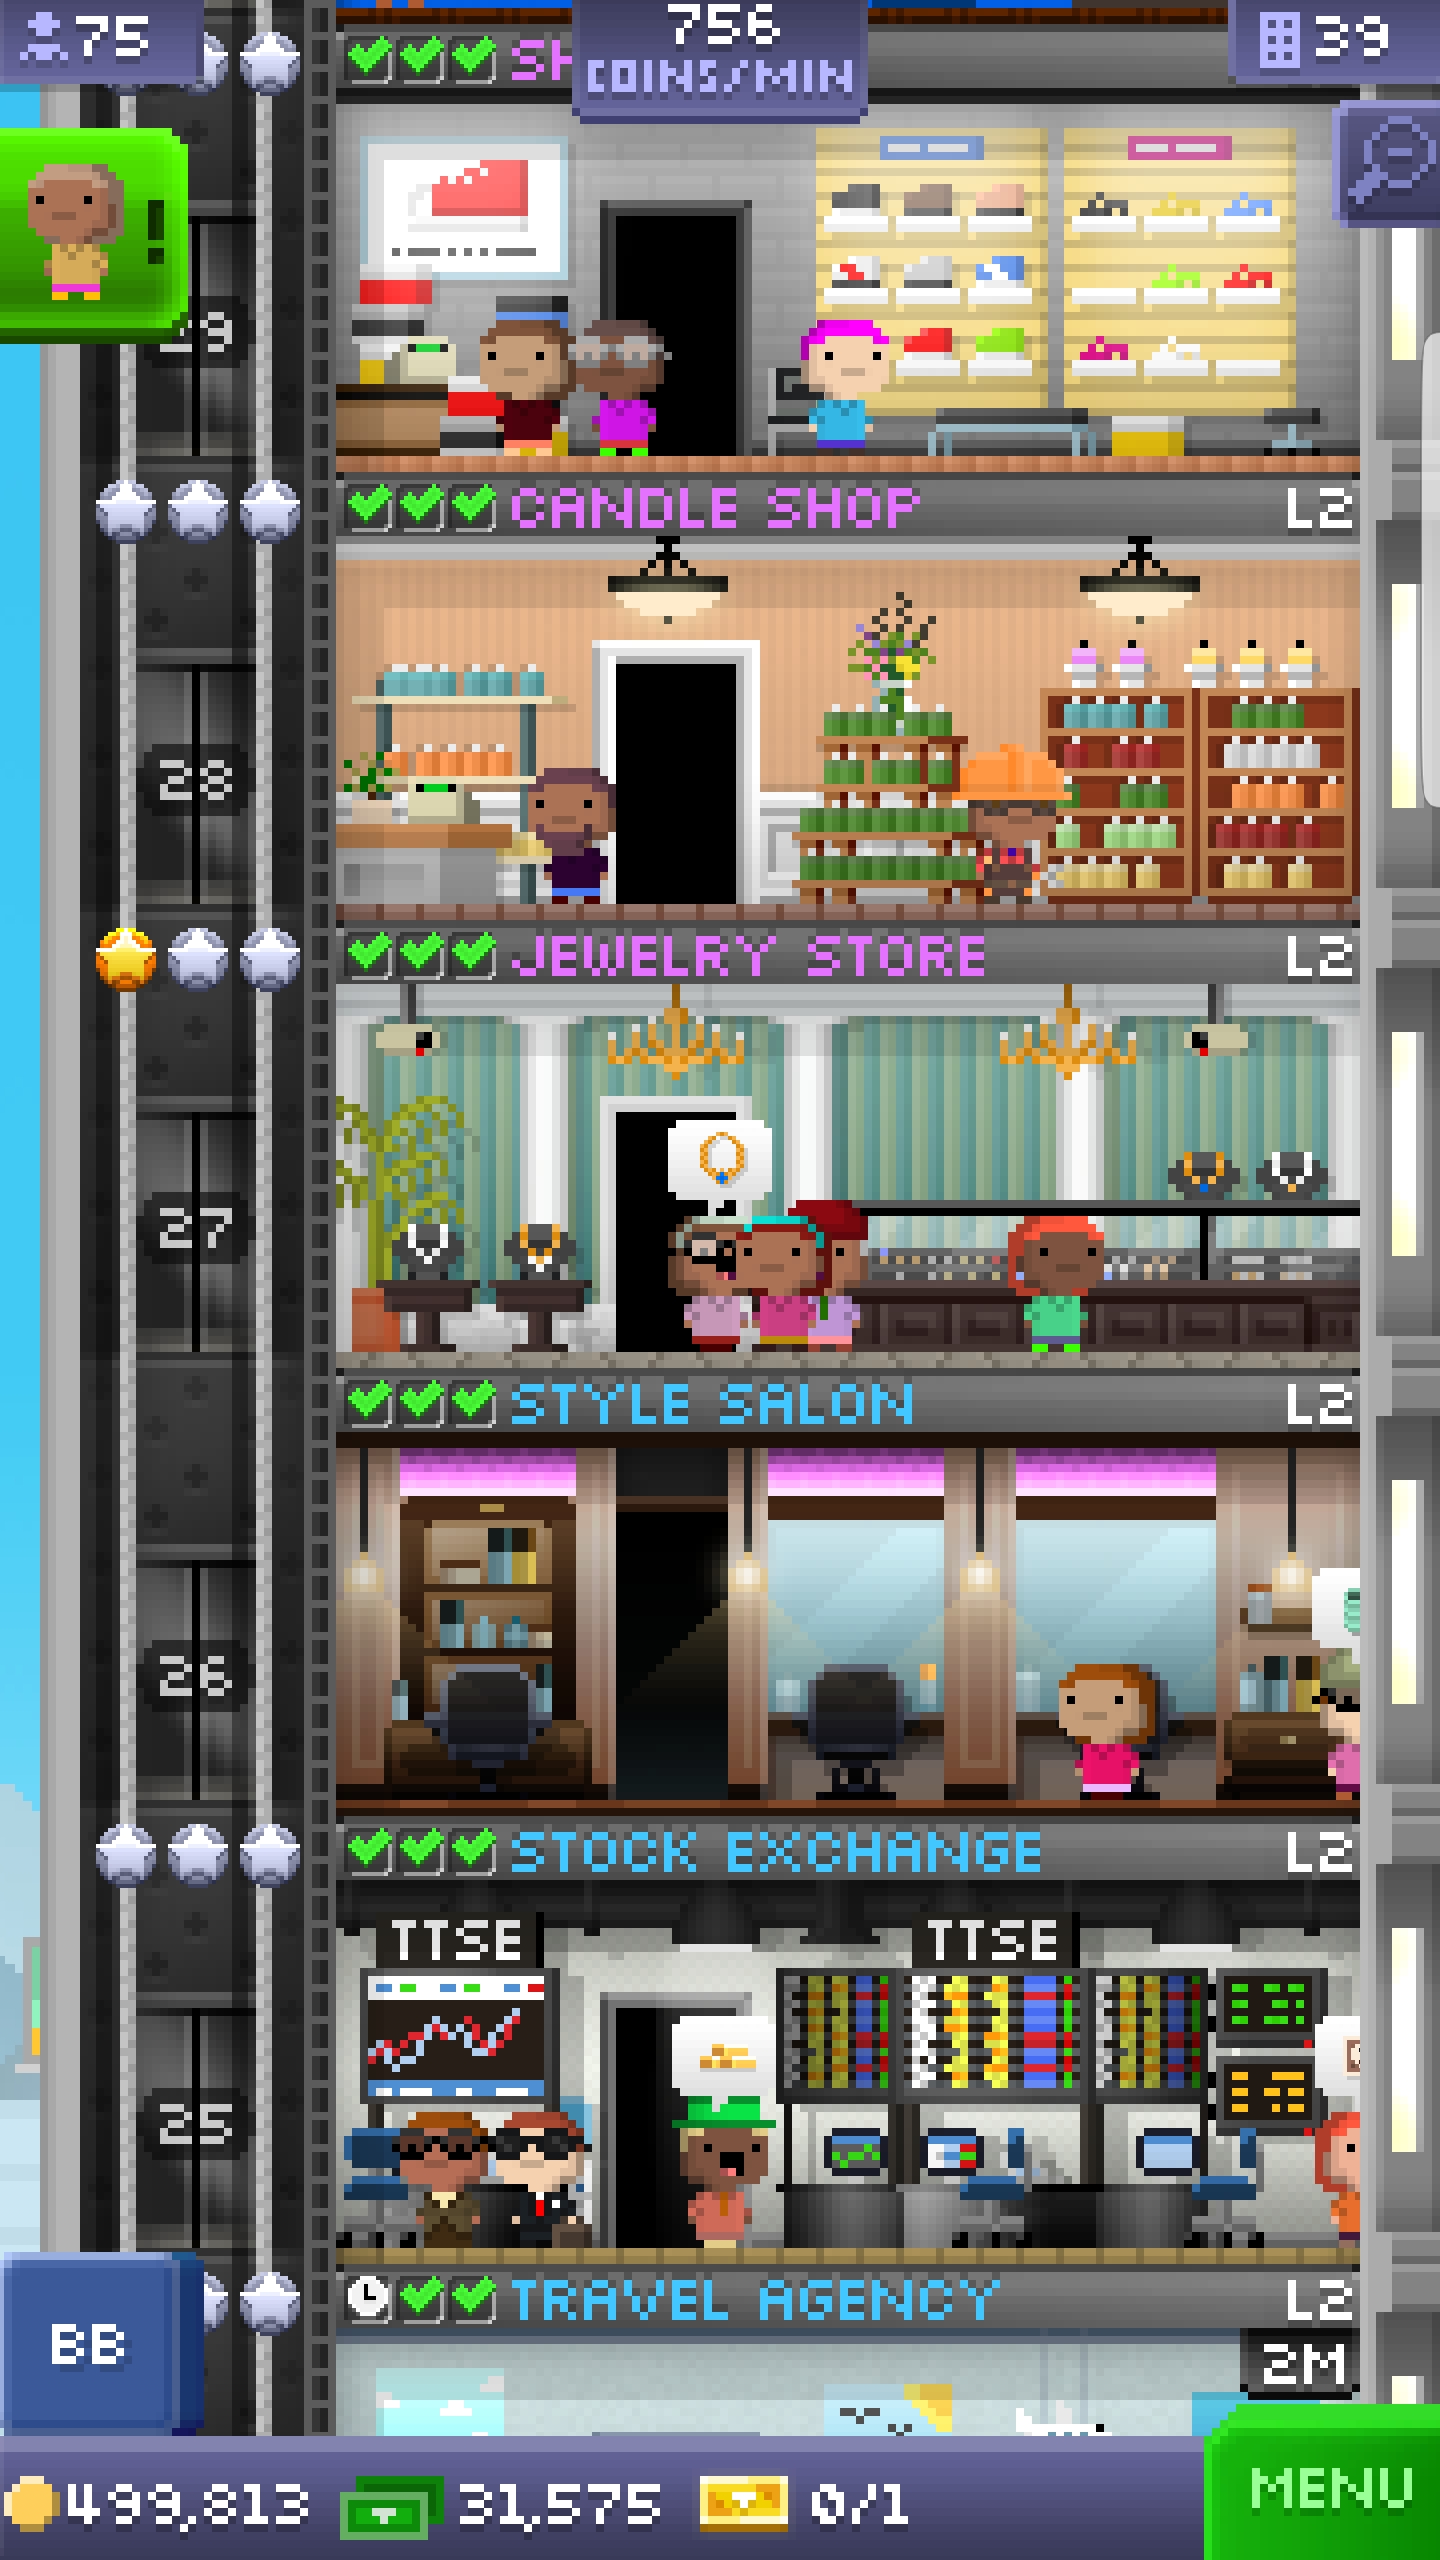 75
756
COINS/MIN
39
SH
!
29
CANDLE SHOP L2
28
JEWELRY STORE L2
27
STYLE SALON L2
26
STOCK EXCHANGE L2
TTSE TTSE
25
TRAVEL AGENCY L2
2M
BB
499,813 31,575 0/1
MENU